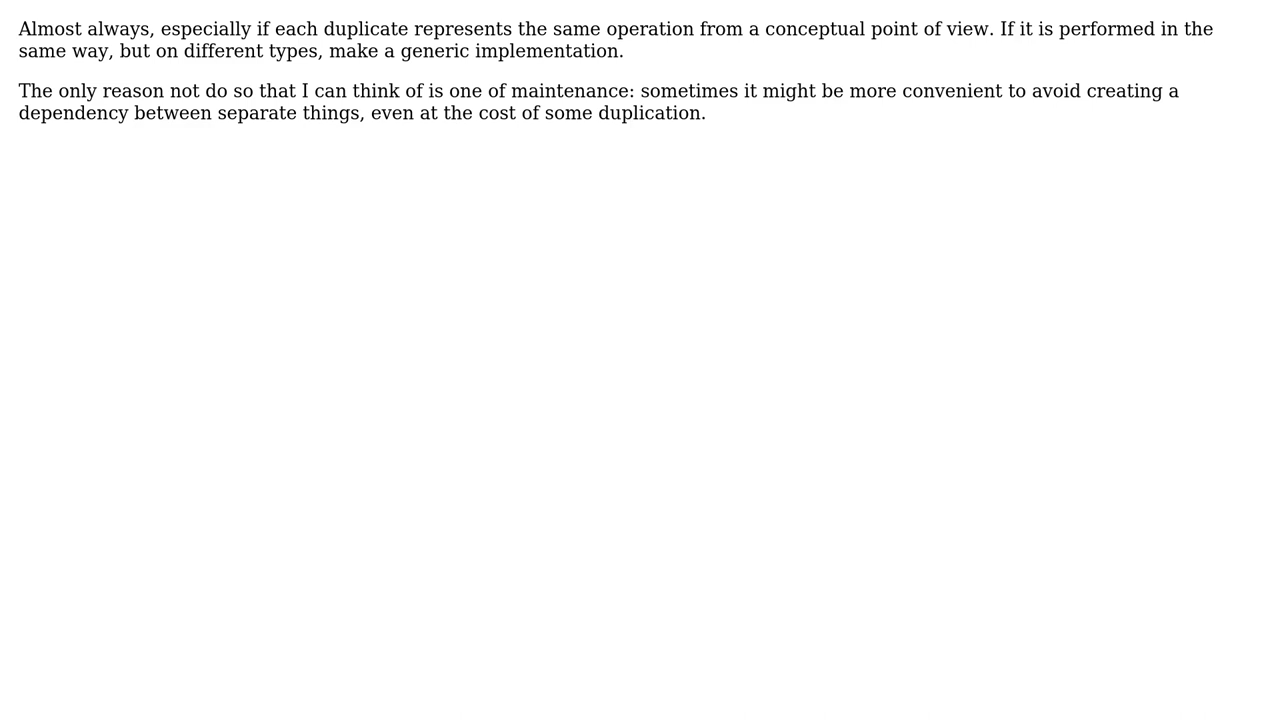 Almost always, especially if each duplicate represents the same operation from a conceptual point of view. If it is performed in the
same way, but on different types, make a generic implementation.
The only reason not do so that I can think of is one of maintenance: sometimes it might be more convenient to avoid creating a
dependency between separate things, even at the cost of some duplication.